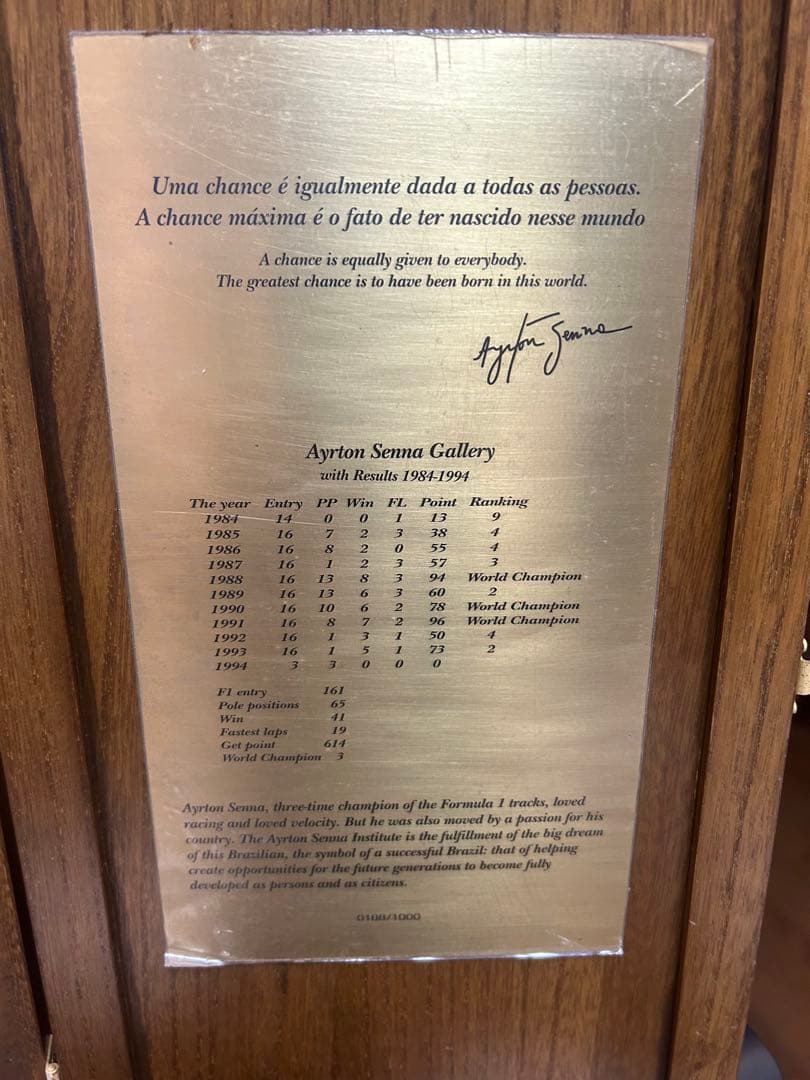 Uma chance é igualmente dada a todas as pessoas.
A chance máxima é o fato de ter nascido nesse mundo
A chance is equally given to everybody.
The greatest chance is to have been born in this world.
Ayrton Senna
Ayrton Senna Gallery
with Results 1984-1994
The year Entry PP Win FL Point Ranking
1984 14 0 0 1 13 9
1985 16 7 2 3 38 4
1986 16 8 2 0 55 4
1987 16 1 2 3 57 3
1988 16 13 8 3 94 World Champion
1989 16 13 6 3 60 2
1990 16 10 6 2 78 World Champion
1991 16 8 7 2 96 World Champion
1992 16 1 3 1 50 4
1993 16 1 5 1 73 2
1994 3 3 0 0 0
F1 entry 161
Pole positions 65
Win 41
Fastest laps 19
Get point 614
World Champion 3
Ayrton Senna, three-time champion of the Formula 1 tracks, loved
racing and loved velocity. But he was also moved by a passion for his
country. The Ayrton Senna Institute is the fulfillment of the big dream
of this Brazilian, the symbol of a successful Brazil: that of helping
create opportunities for the future generations to become fully
developed as persons and as citizens.
0188/1000